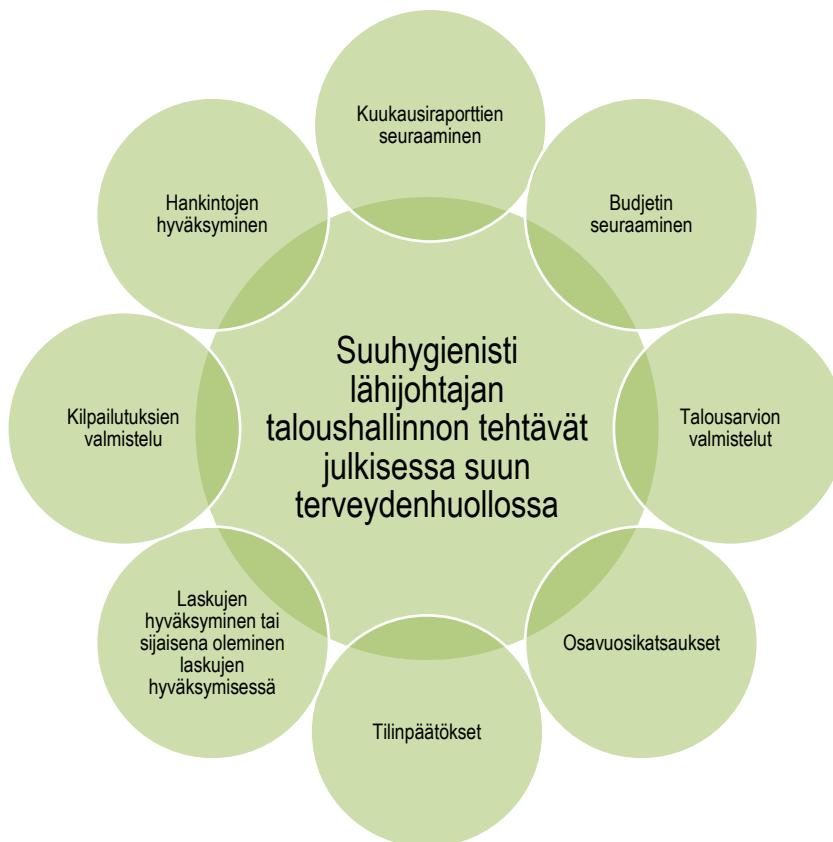 Kuukausiraporttien
seuraaminen
Budjetin
seuraaminen
Talousarvion
valmistelut
Osavuosikatsaukset
Tilinpäätökset
Laskujen
hyväksyminen tai
sijaisena oleminen
laskujen
hyväksymisessä
Kilpailutuksien
valmistelu
Hankintojen
hyväksyminen
Suuhygienisti
lähijohtajan
taloushallinnon tehtävät
julkisessa suun
terveydenhuollossa